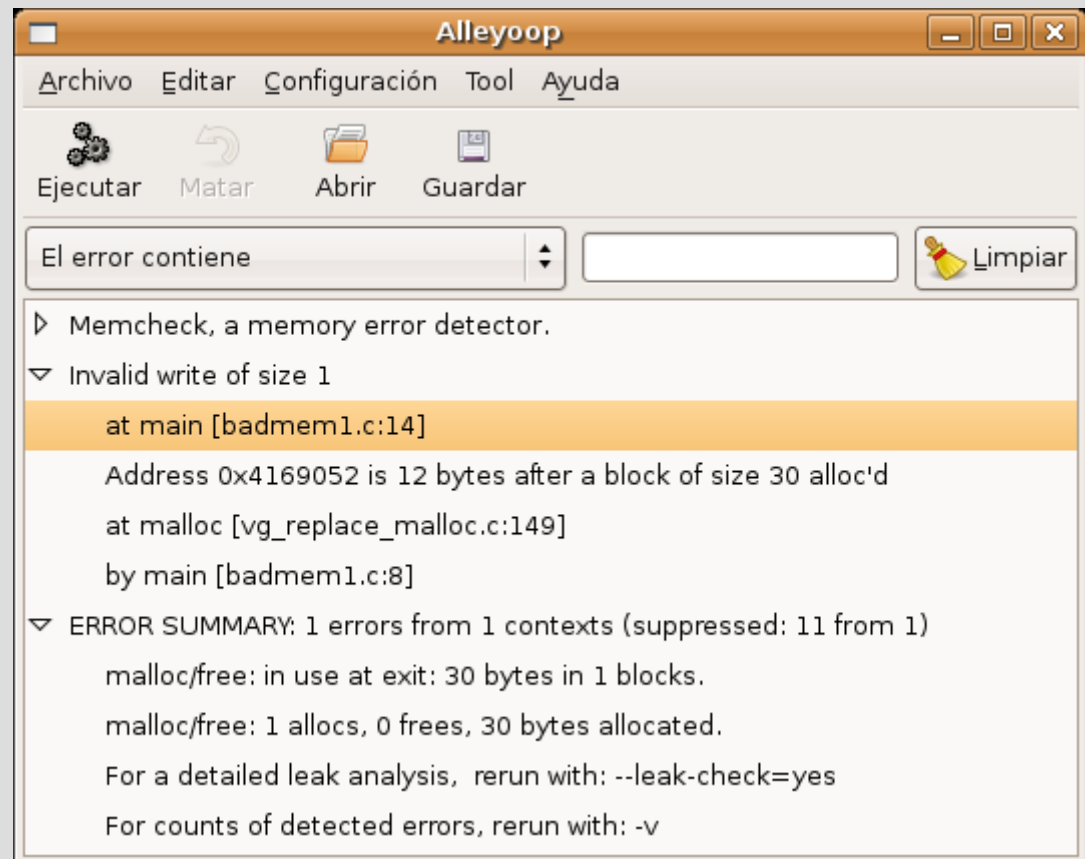 Alleyoop
Archivo Editar Configuración Tool Ayuda
Ejecutar Matar Abrir Guardar
El error contiene Limpiar
Memcheck, a memory error detector.
Invalid write of size 1
at main [badmem1.c:14]
Address 0x4169052 is 12 bytes after a block of size 30 alloc'd
at malloc [vg_replace_malloc.c:149]
by main [badmem1.c:8]
ERROR SUMMARY: 1 errors from 1 contexts (suppressed: 11 from 1)
malloc/free: in use at exit: 30 bytes in 1 blocks.
malloc/free: 1 allocs, 0 frees, 30 bytes allocated.
For a detailed leak analysis,  rerun with: --leak-check=yes
For counts of detected errors, rerun with: -v